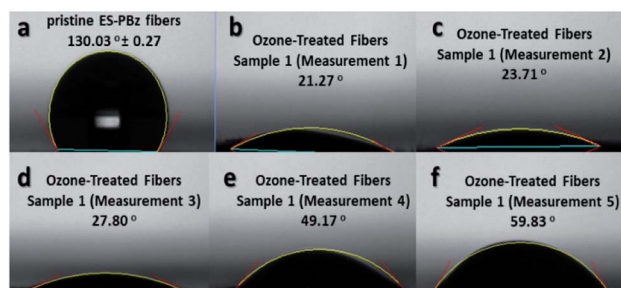 a
pristine ES-PBz fibers
130.03 º± 0.27
b
Ozone-Treated Fibers
Sample 1 (Measurement 1)
21.27 º
c
Ozone-Treated Fibers
Sample 1 (Measurement 2)
23.71 º
d
Ozone-Treated Fibers
Sample 1 (Measurement 3)
27.80 º
e
Ozone-Treated Fibers
Sample 1 (Measurement 4)
49.17 º
f
Ozone-Treated Fibers
Sample 1 (Measurement 5)
59.83 º